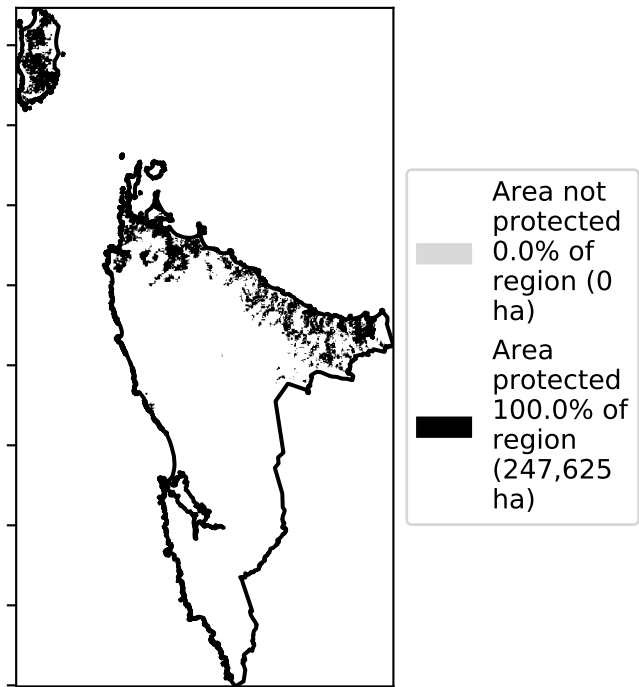 Area not
protected
0.0% of
region (0
ha)
Area
protected
100.0% of
region
(247,625
ha)